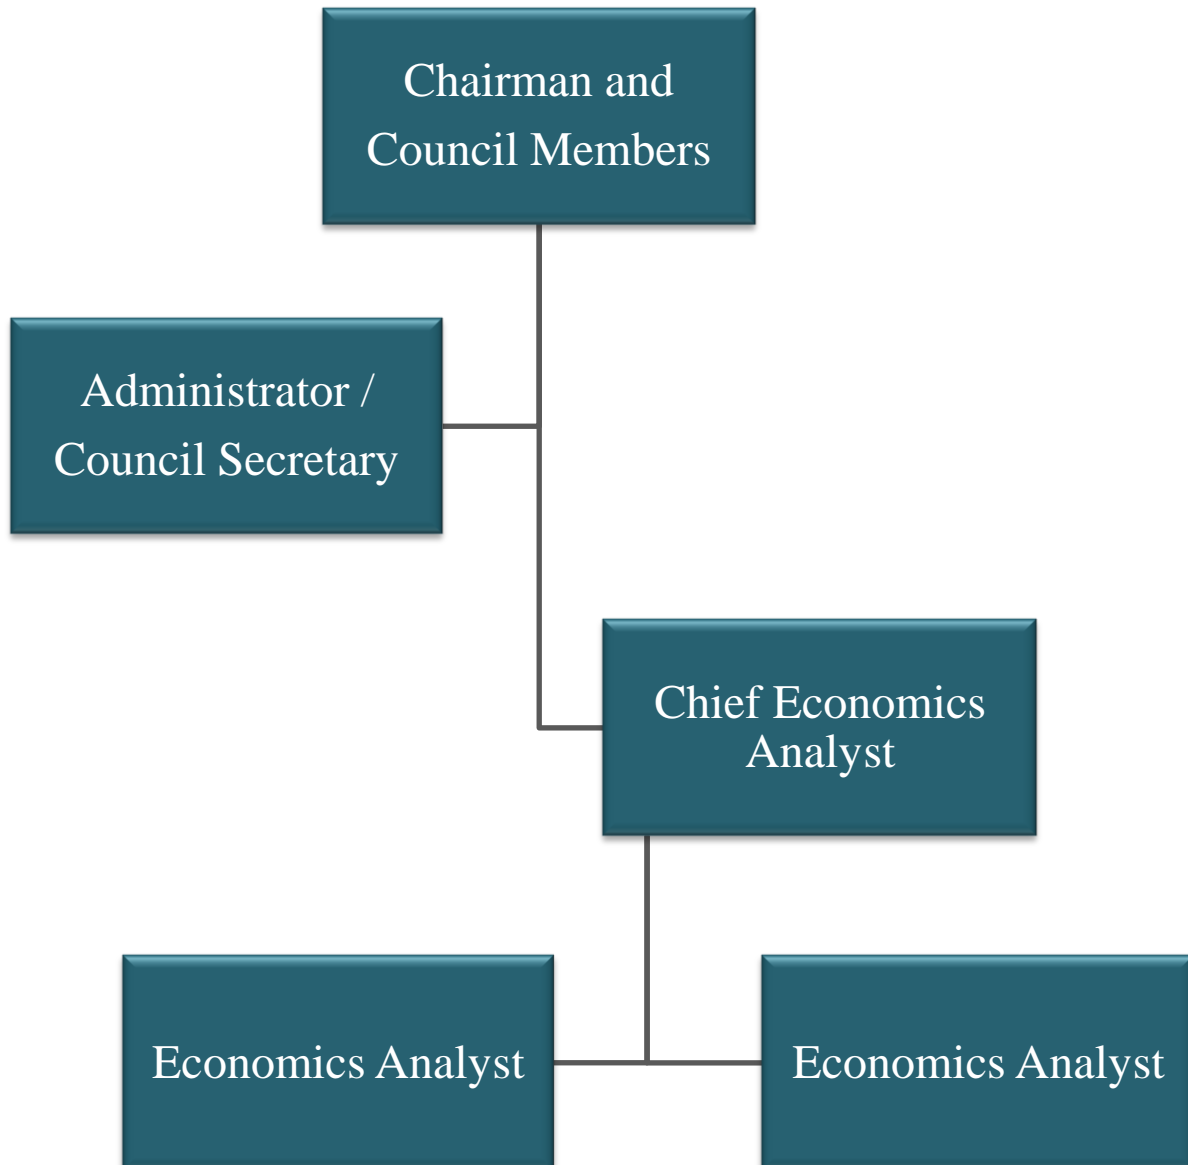 Chairman and
Council Members
Administrator /
Council Secretary
Chief Economics
Analyst
Economics Analyst
Economics Analyst